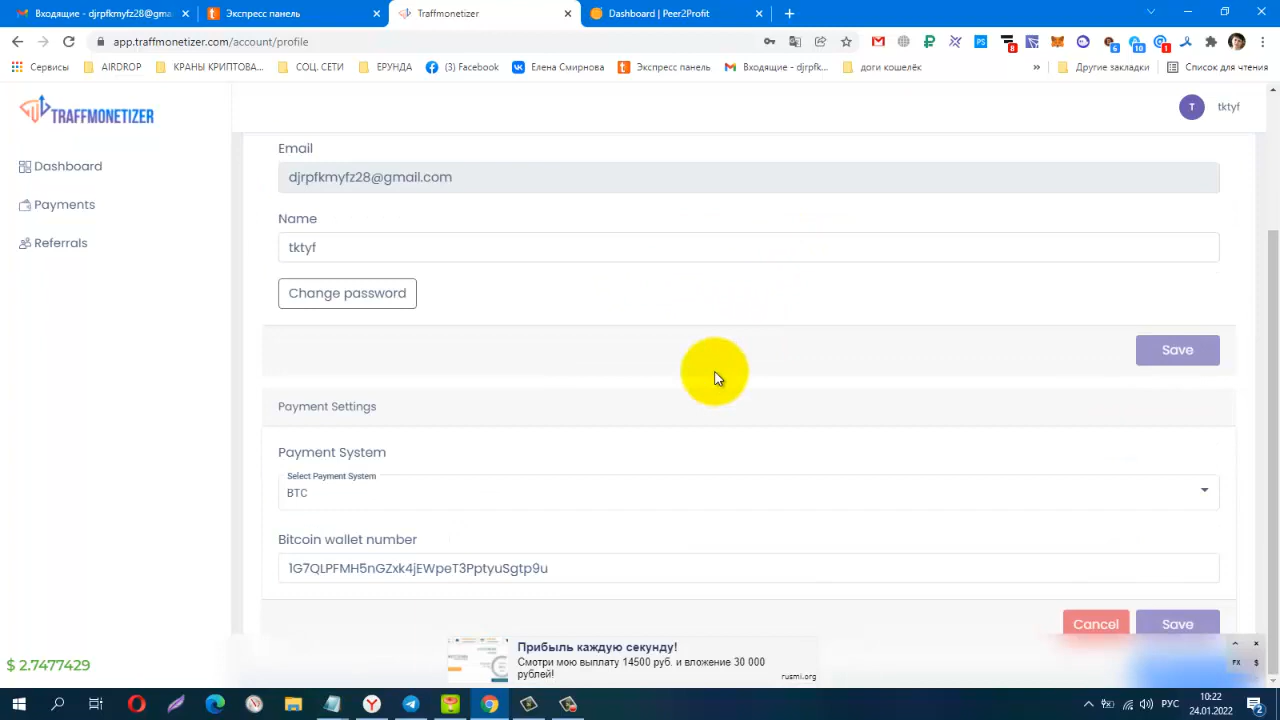 Входящие - djrpfkmyfz28@gma
Экспресс панель
Traffmonetizer
Dashboard | Peer2Profit
app.traffmonetizer.com/account/profile
Сервисы
AIRDROP
КРАНЫ КРИПТОВА...
СОЦ. СЕТИ
ЕРУНДА
(3) Facebook
Елена Смирнова
Экспресс панель
Входящие - djrpfk...
доги кошелёк
»
Другие закладки
Список для чтения
TRAFFMONETIZER
T
tktyf
Dashboard
Payments
Referrals
Email
djrpfkmyfz28@gmail.com
Name
tktyf
Change password
Save
Payment Settings
Payment System
Select Payment System
BTC
Bitcoin wallet number
1G7QLPFMH5nGZxk4jEWpeT3PptyuSgtp9u
Cancel
Save
$ 2.7477429
Прибыль каждую секунду!
Смотри мою выплату 14500 руб. и вложение 30 000
рублей!
rusmi.org
РУС
10:22
24.01.2022